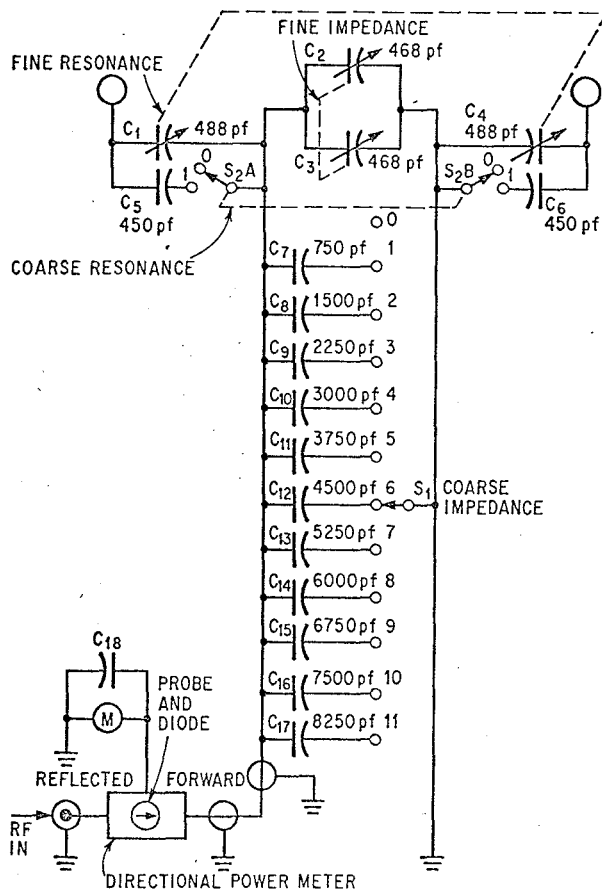 FINE IMPEDANCE
FINE RESONANCE
C2 468 pf
C1 488 pf
C3 468 pf
C4 488 pf
0 S2A
1
S2B 0
1
C5 450 pf
C6 450 pf
COARSE RESONANCE
0
C7 750 pf 1
C8 1500 pf 2
C9 2250 pf 3
C10 3000 pf 4
C11 3750 pf 5
C12 4500 pf 6 S1 COARSE IMPEDANCE
C13 5250 pf 7
C14 6000 pf 8
C15 6750 pf 9
C16 7500 pf 10
C17 8250 pf 11
C18
M
PROBE AND DIODE
REFLECTED FORWARD
RF IN
DIRECTIONAL POWER METER